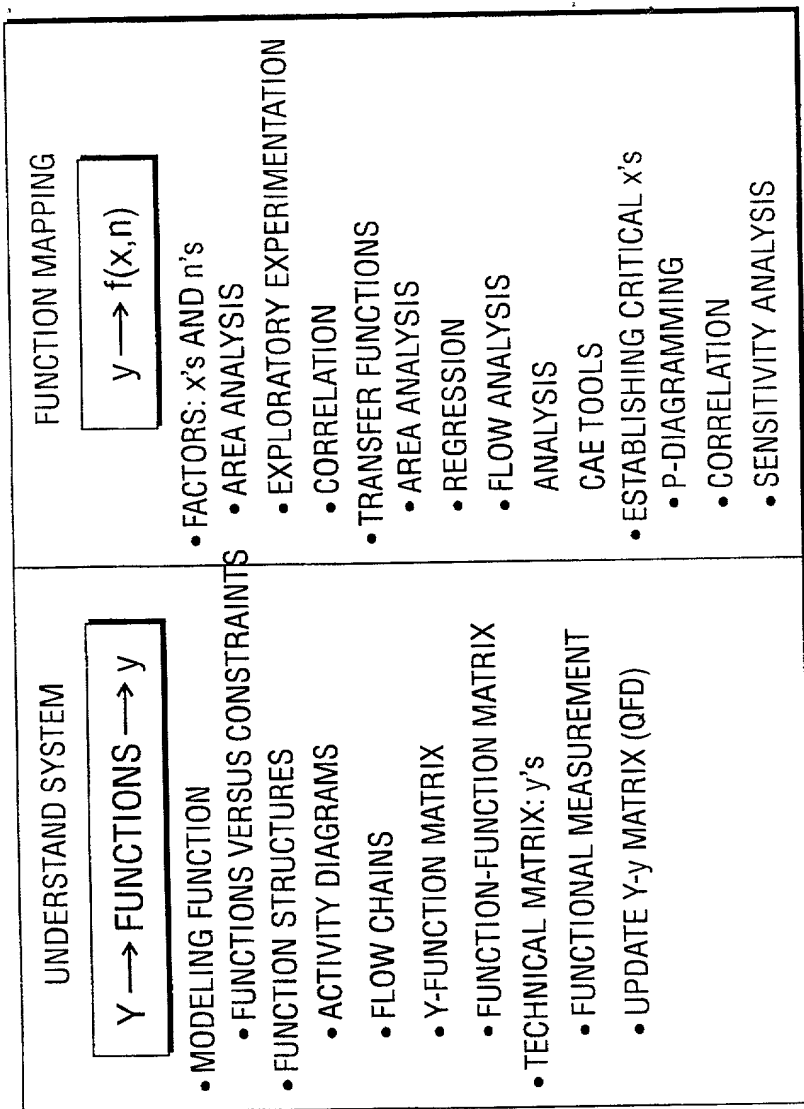 UNDERSTAND SYSTEM
Y → FUNCTIONS → y
• MODELING FUNCTION
• FUNCTIONS VERSUS CONSTRAINTS
• FUNCTION STRUCTURES
• ACTIVITY DIAGRAMS
• FLOW CHAINS
• Y-FUNCTION MATRIX
• FUNCTION-FUNCTION MATRIX
• TECHNICAL MATRIX: y's
• FUNCTIONAL MEASUREMENT
• UPDATE Y-y MATRIX (QFD)
FUNCTION MAPPING
y → f(x,n)
• FACTORS: x's AND n's
• AREA ANALYSIS
• EXPLORATORY EXPERIMENTATION
• CORRELATION
• TRANSFER FUNCTIONS
• AREA ANALYSIS
• REGRESSION
• FLOW ANALYSIS
ANALYSIS
CAE TOOLS
• ESTABLISHING CRITICAL x's
• P-DIAGRAMMING
• CORRELATION
• SENSITIVITY ANALYSIS